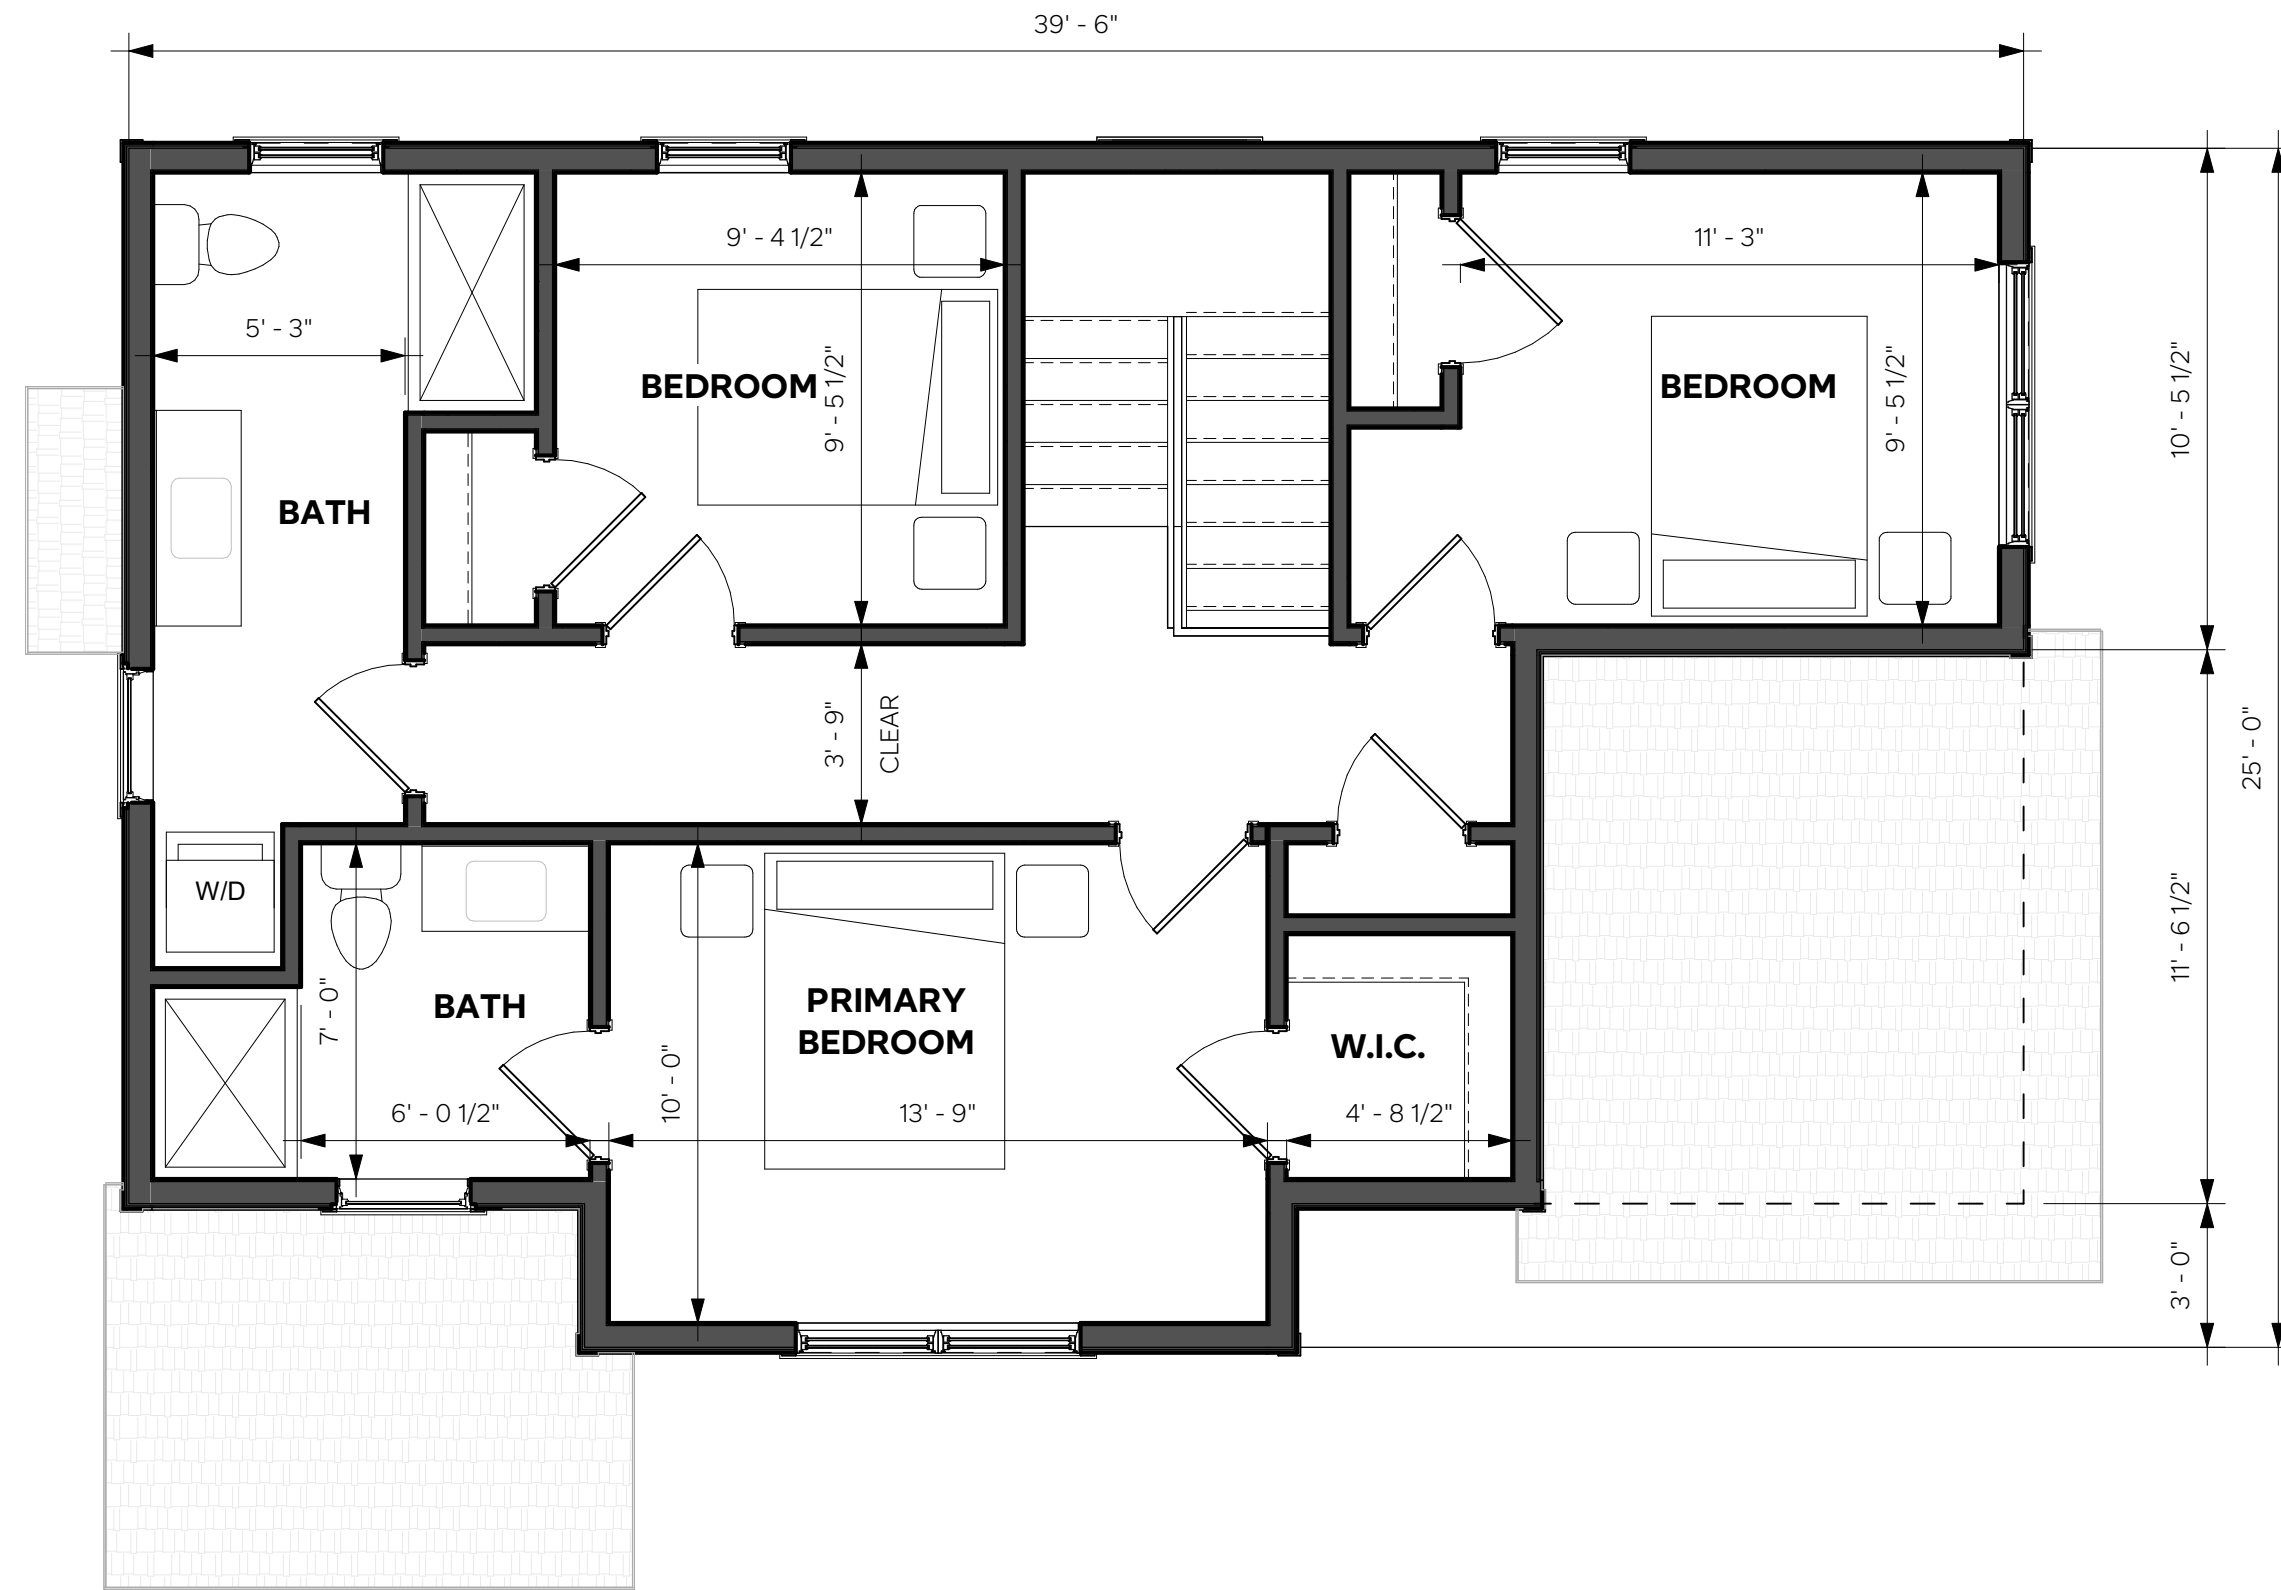 39' - 6"
9' - 4 1/2"
11' - 3"
5' - 3"
BEDROOM
9' - 5 1/2"
BEDROOM
9' - 5 1/2"
10' - 5 1/2"
BATH
3' - 9"
CLEAR
25' - 0"
W/D
11' - 6 1/2"
BATH
7' - 0"
PRIMARY
BEDROOM
W.I.C.
10' - 0"
6' - 0 1/2"
13' - 9"
4' - 8 1/2"
3' - 0"